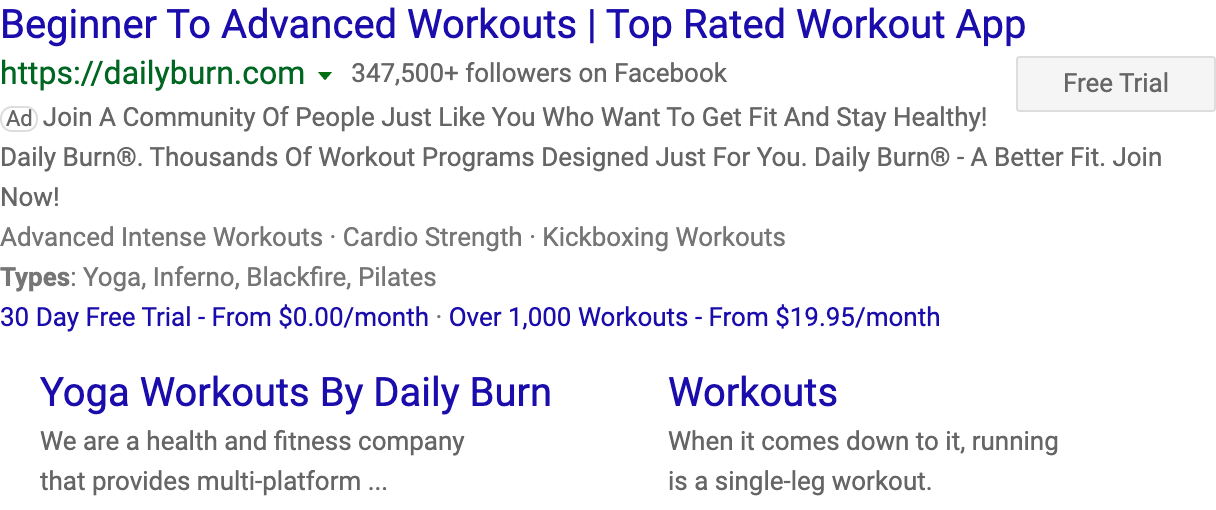 Beginner To Advanced Workouts | Top Rated Workout App
https://dailyburn.com 347,500+ followers on Facebook
Free Trial
Ad Join A Community Of People Just Like You Who Want To Get Fit And Stay Healthy!
Daily Burn®. Thousands Of Workout Programs Designed Just For You. Daily Burn® - A Better Fit. Join
Now!
Advanced Intense Workouts · Cardio Strength · Kickboxing Workouts
Types: Yoga, Inferno, Blackfire, Pilates
30 Day Free Trial - From $0.00/month · Over 1,000 Workouts - From $19.95/month
Yoga Workouts By Daily Burn
We are a health and fitness company
that provides multi-platform ...
Workouts
When it comes down to it, running
is a single-leg workout.